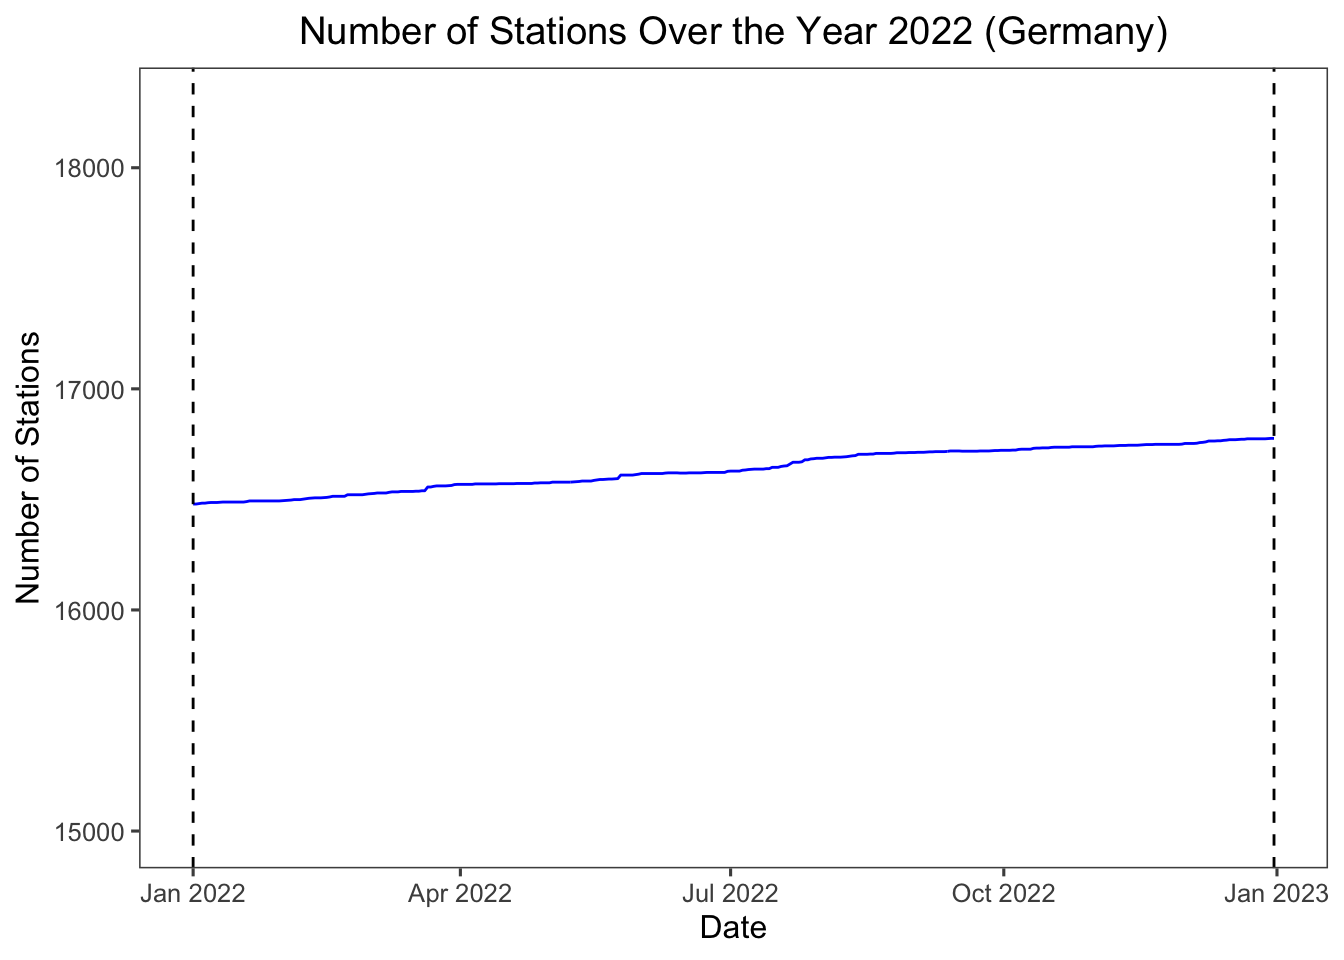 Number of Stations Over the Year 2022 (Germany)
Number of Stations
18000
17000
16000
15000
Jan 2022 Apr 2022 Jul 2022 Oct 2022 Jan 2023
Date